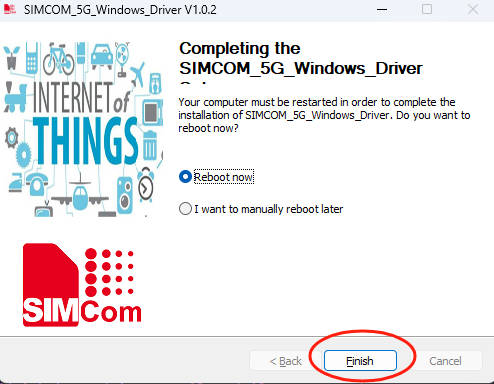 SIMCOM_5G_Windows_Driver V1.0.2
INTERNET of
THINGS
Completing the
SIMCOM_5G_Windows_Driver
Your computer must be restarted in order to complete the
installation of SIMCOM_5G_Windows_Driver. Do you want to
reboot now?
Reboot now
I want to manually reboot later
SIMCom
< Back
Finish
Cancel